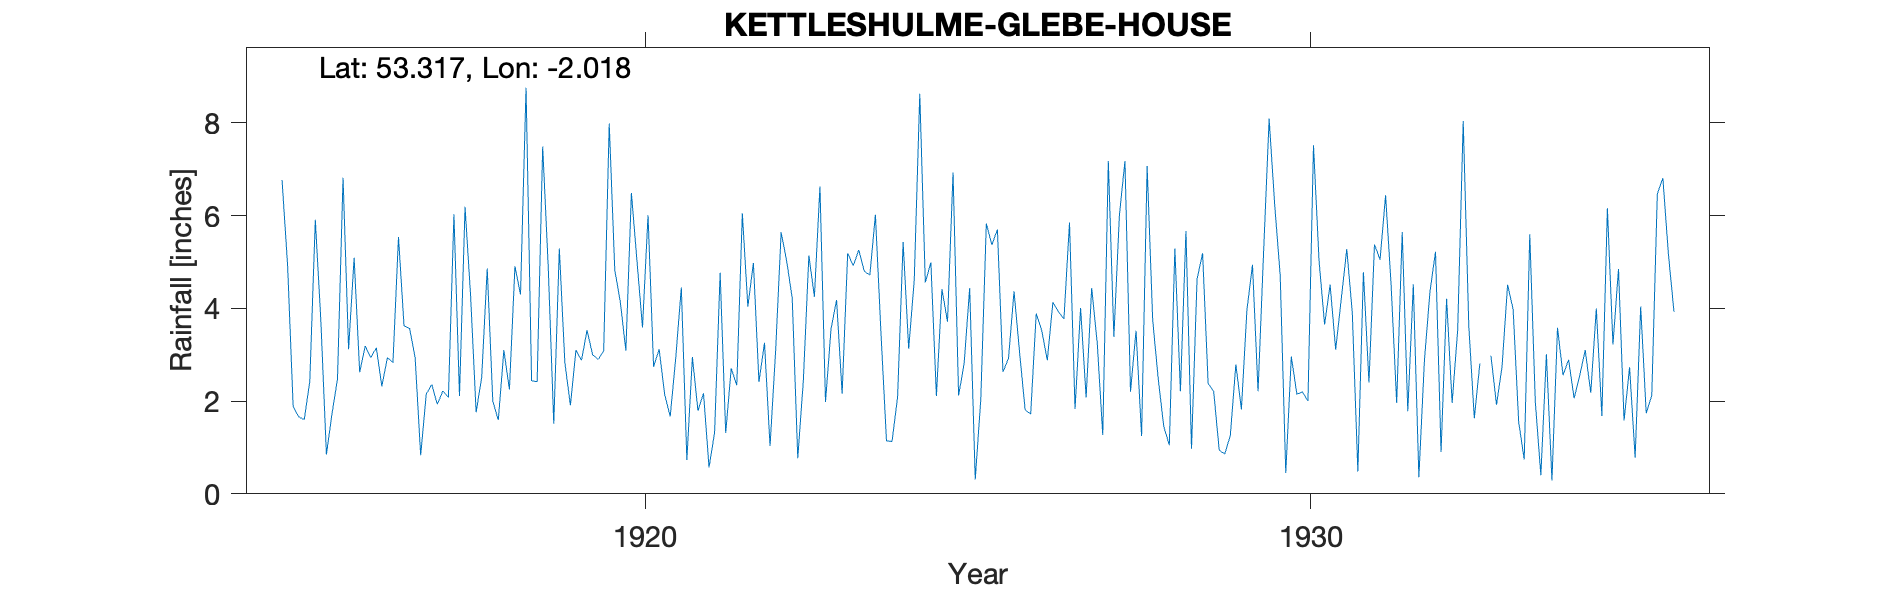 KETTLESHULME-GLEBE-HOUSE
Lat: 53.317, Lon: -2.018
8
6
4
2
0
Rainfall [inches]
1920
1930
Year